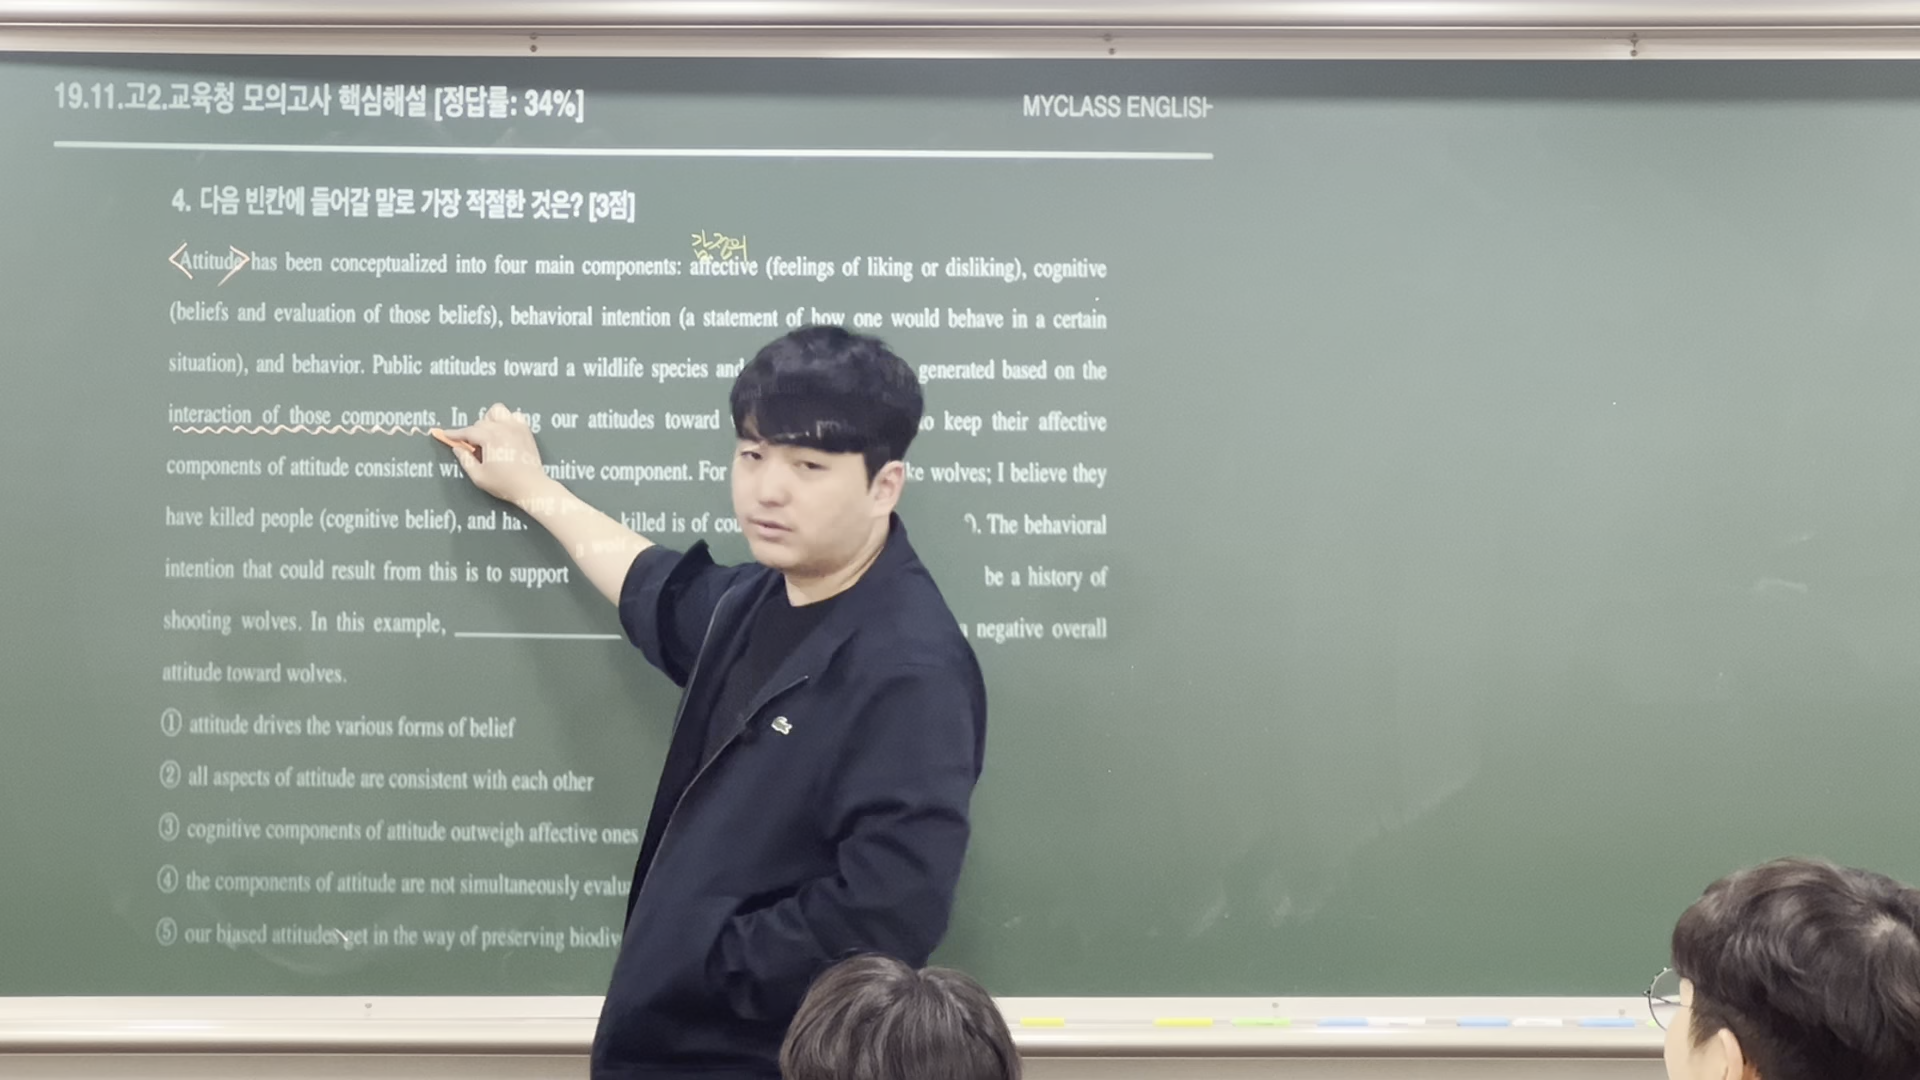 19.11.고2.교육청 모의고사 핵심해설 [정답률: 34%]
MYCLASS ENGLISH
4. 다음 빈칸에 들어갈 말로 가장 적절한 것은? [3점]
감정의
Attitude has been conceptualized into four main components: affective (feelings of liking or disliking), cognitive
(beliefs and evaluation of those beliefs), behavioral intention (a statement of how one would behave in a certain
situation), and behavior. Public attitudes toward a wildlife species and generated based on the
interaction of those components. In our attitudes toward keep their affective
components of attitude consistent with their cognitive component. For wolves; I believe they
have killed people (cognitive belief), and killed is of The behavioral
intention that could result from this is to support be a history of
shooting wolves. In this example, negative overall
attitude toward wolves.
① attitude drives the various forms of belief
② all aspects of attitude are consistent with each other
③ cognitive components of attitude outweigh affective ones
④ the components of attitude are not simultaneously
⑤ our biased attitudes get in the way of preserving